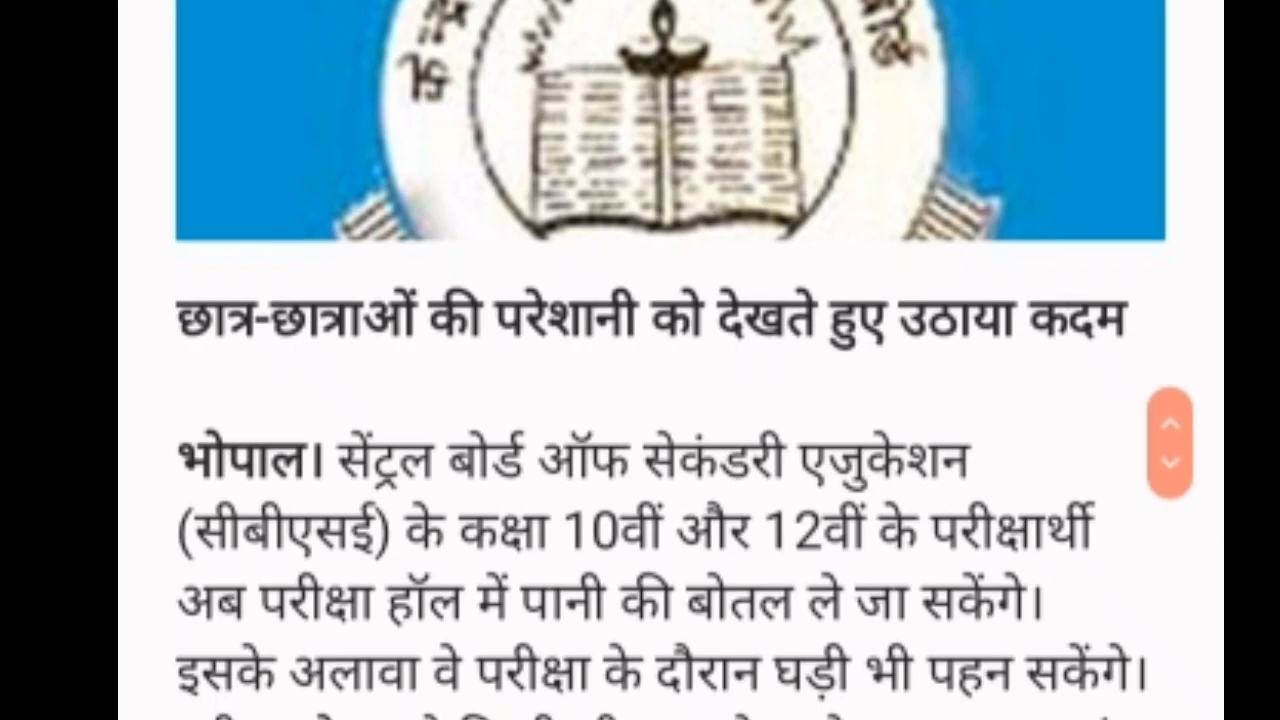 बोर्ड
छात्र-छात्राओं की परेशानी को देखते हुए उठाया कदम
भोपाल। सेंट्रल बोर्ड ऑफ सेकंडरी एजुकेशन
(सीबीएसई) के कक्षा 10वीं और 12वीं के परीक्षार्थी
अब परीक्षा हॉल में पानी की बोतल ले जा सकेंगे।
इसके अलावा वे परीक्षा के दौरान घड़ी भी पहन सकेंगे।